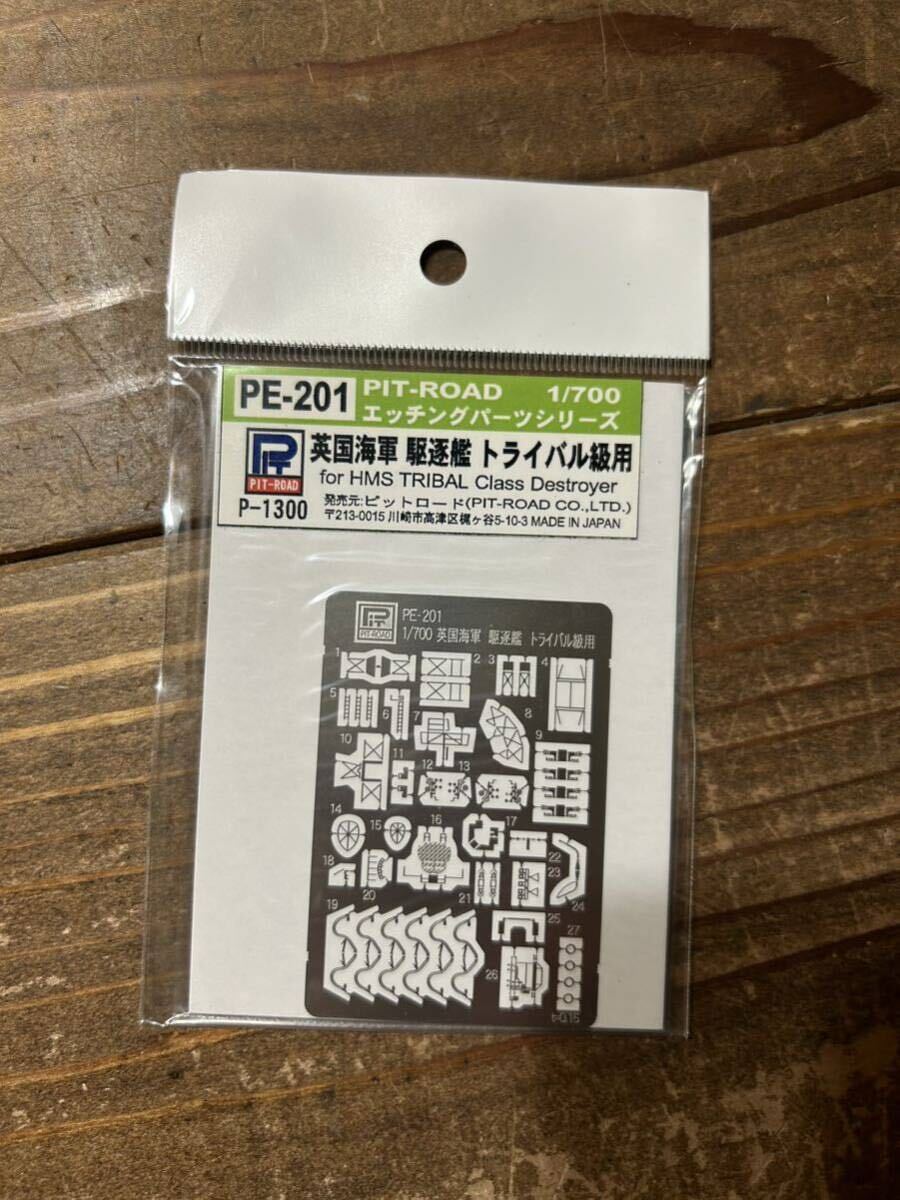 PE-201
PIT-ROAD 1/700
エッチングパーツシリーズ
PIT
PIT-ROAD
P-1300
英国海軍 駆逐艦 トライバル級用
for HMS TRIBAL Class Destroyer
発売元:ピットロード(PIT-ROAD CO.,LTD.)
〒213-0015 川崎市高津区梶ヶ谷5-10-3 MADE IN JAPAN
PIT
PIT-ROAD
PE-201
1/700 英国海軍 駆逐艦 トライバル級用
1 2 3 4
5 6 7 8 9
10 11 12 13
14 15 16 17
18 20 21 22 23 24
19 25 26 27
t=0.15